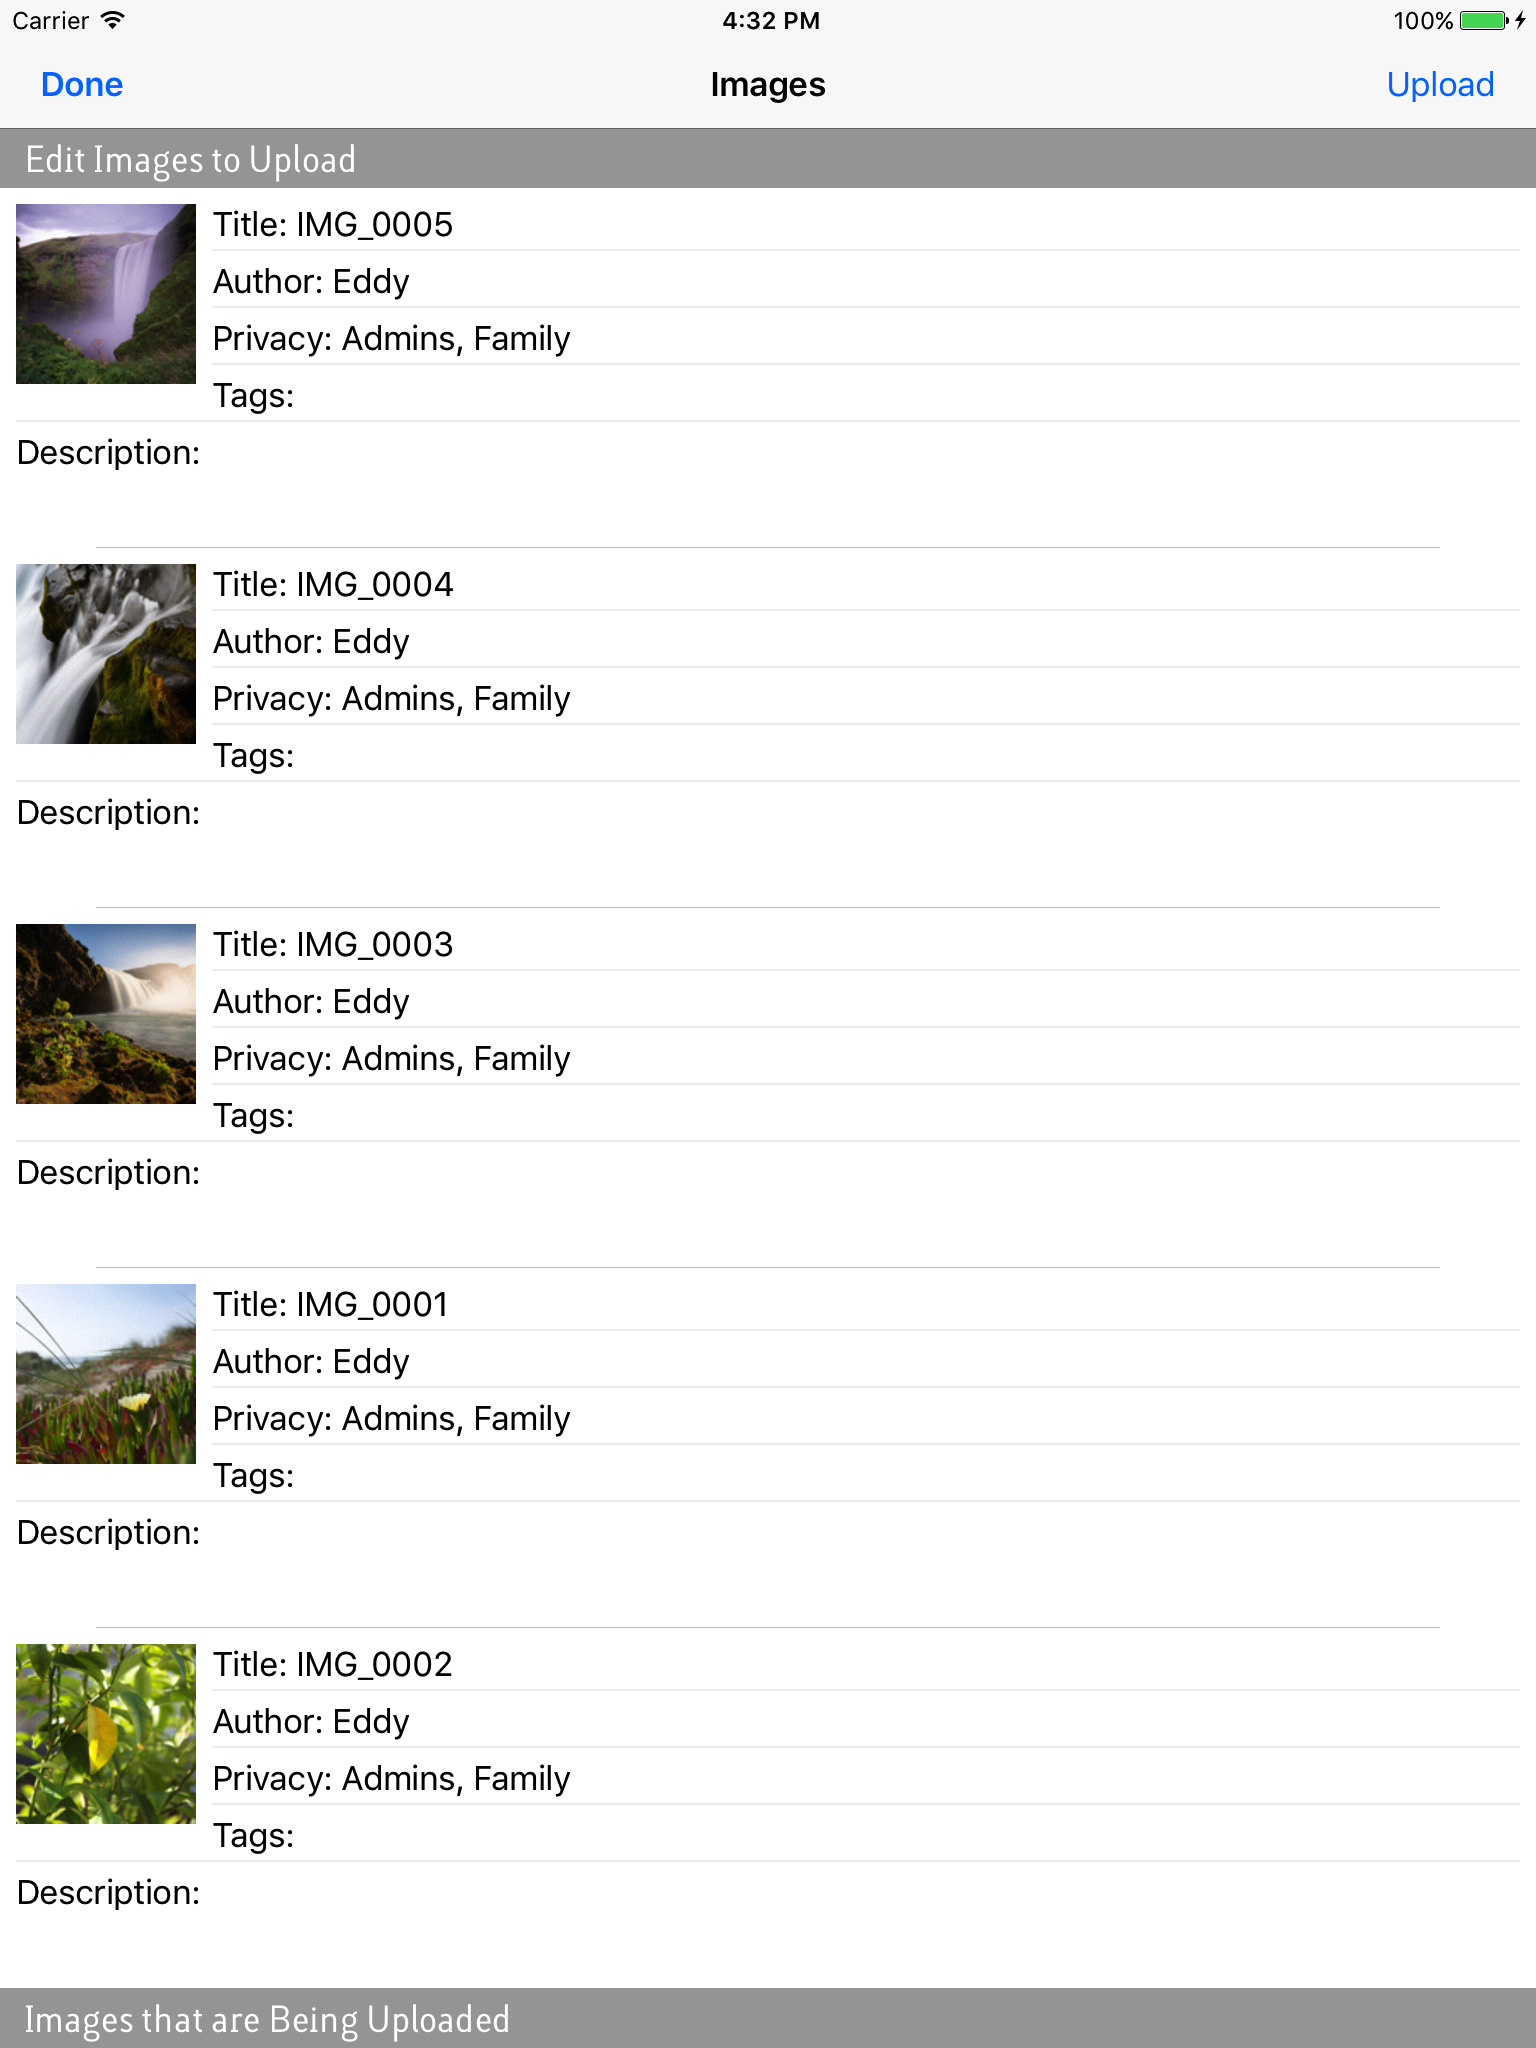 Carrier 4:32 PM 100%
Done Images Upload
Edit Images to Upload
Title: IMG_0005
Author: Eddy
Privacy: Admins, Family
Tags:
Description:
Title: IMG_0004
Author: Eddy
Privacy: Admins, Family
Tags:
Description:
Title: IMG_0003
Author: Eddy
Privacy: Admins, Family
Tags:
Description:
Title: IMG_0001
Author: Eddy
Privacy: Admins, Family
Tags:
Description:
Title: IMG_0002
Author: Eddy
Privacy: Admins, Family
Tags:
Description:
Images that are Being Uploaded